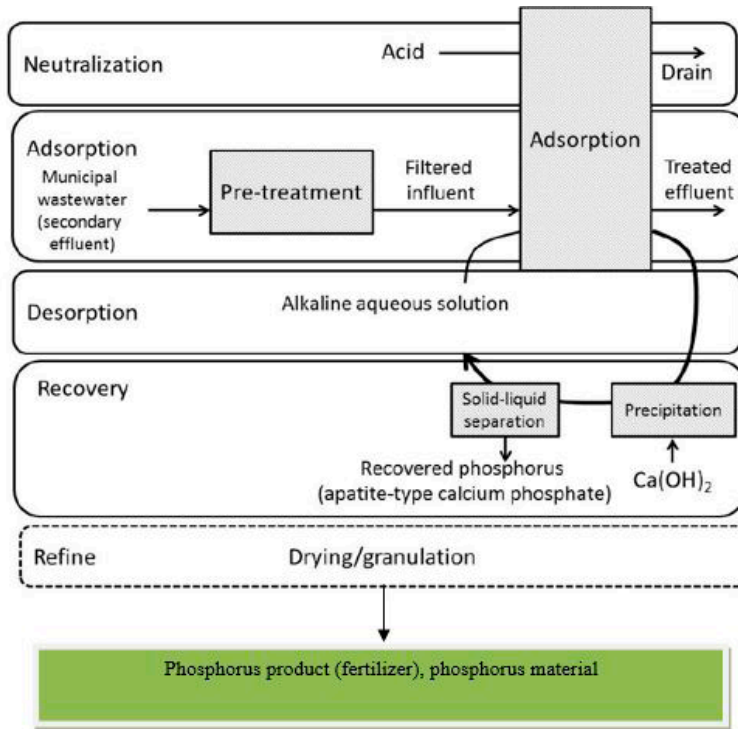 Neutralization
Acid
Drain
Adsorption
Adsorption
Municipal
wastewater
(secondary
effluent)
Pre-treatment
Filtered
influent
Treated
effluent
Desorption
Alkaline aqueous solution
Recovery
Solid-liquid
separation
Precipitation
Recovered phosphorus
(apatite-type calcium phosphate)
Ca(OH)₂
Refine
Drying/granulation
Phosphorus product (fertilizer), phosphorus material